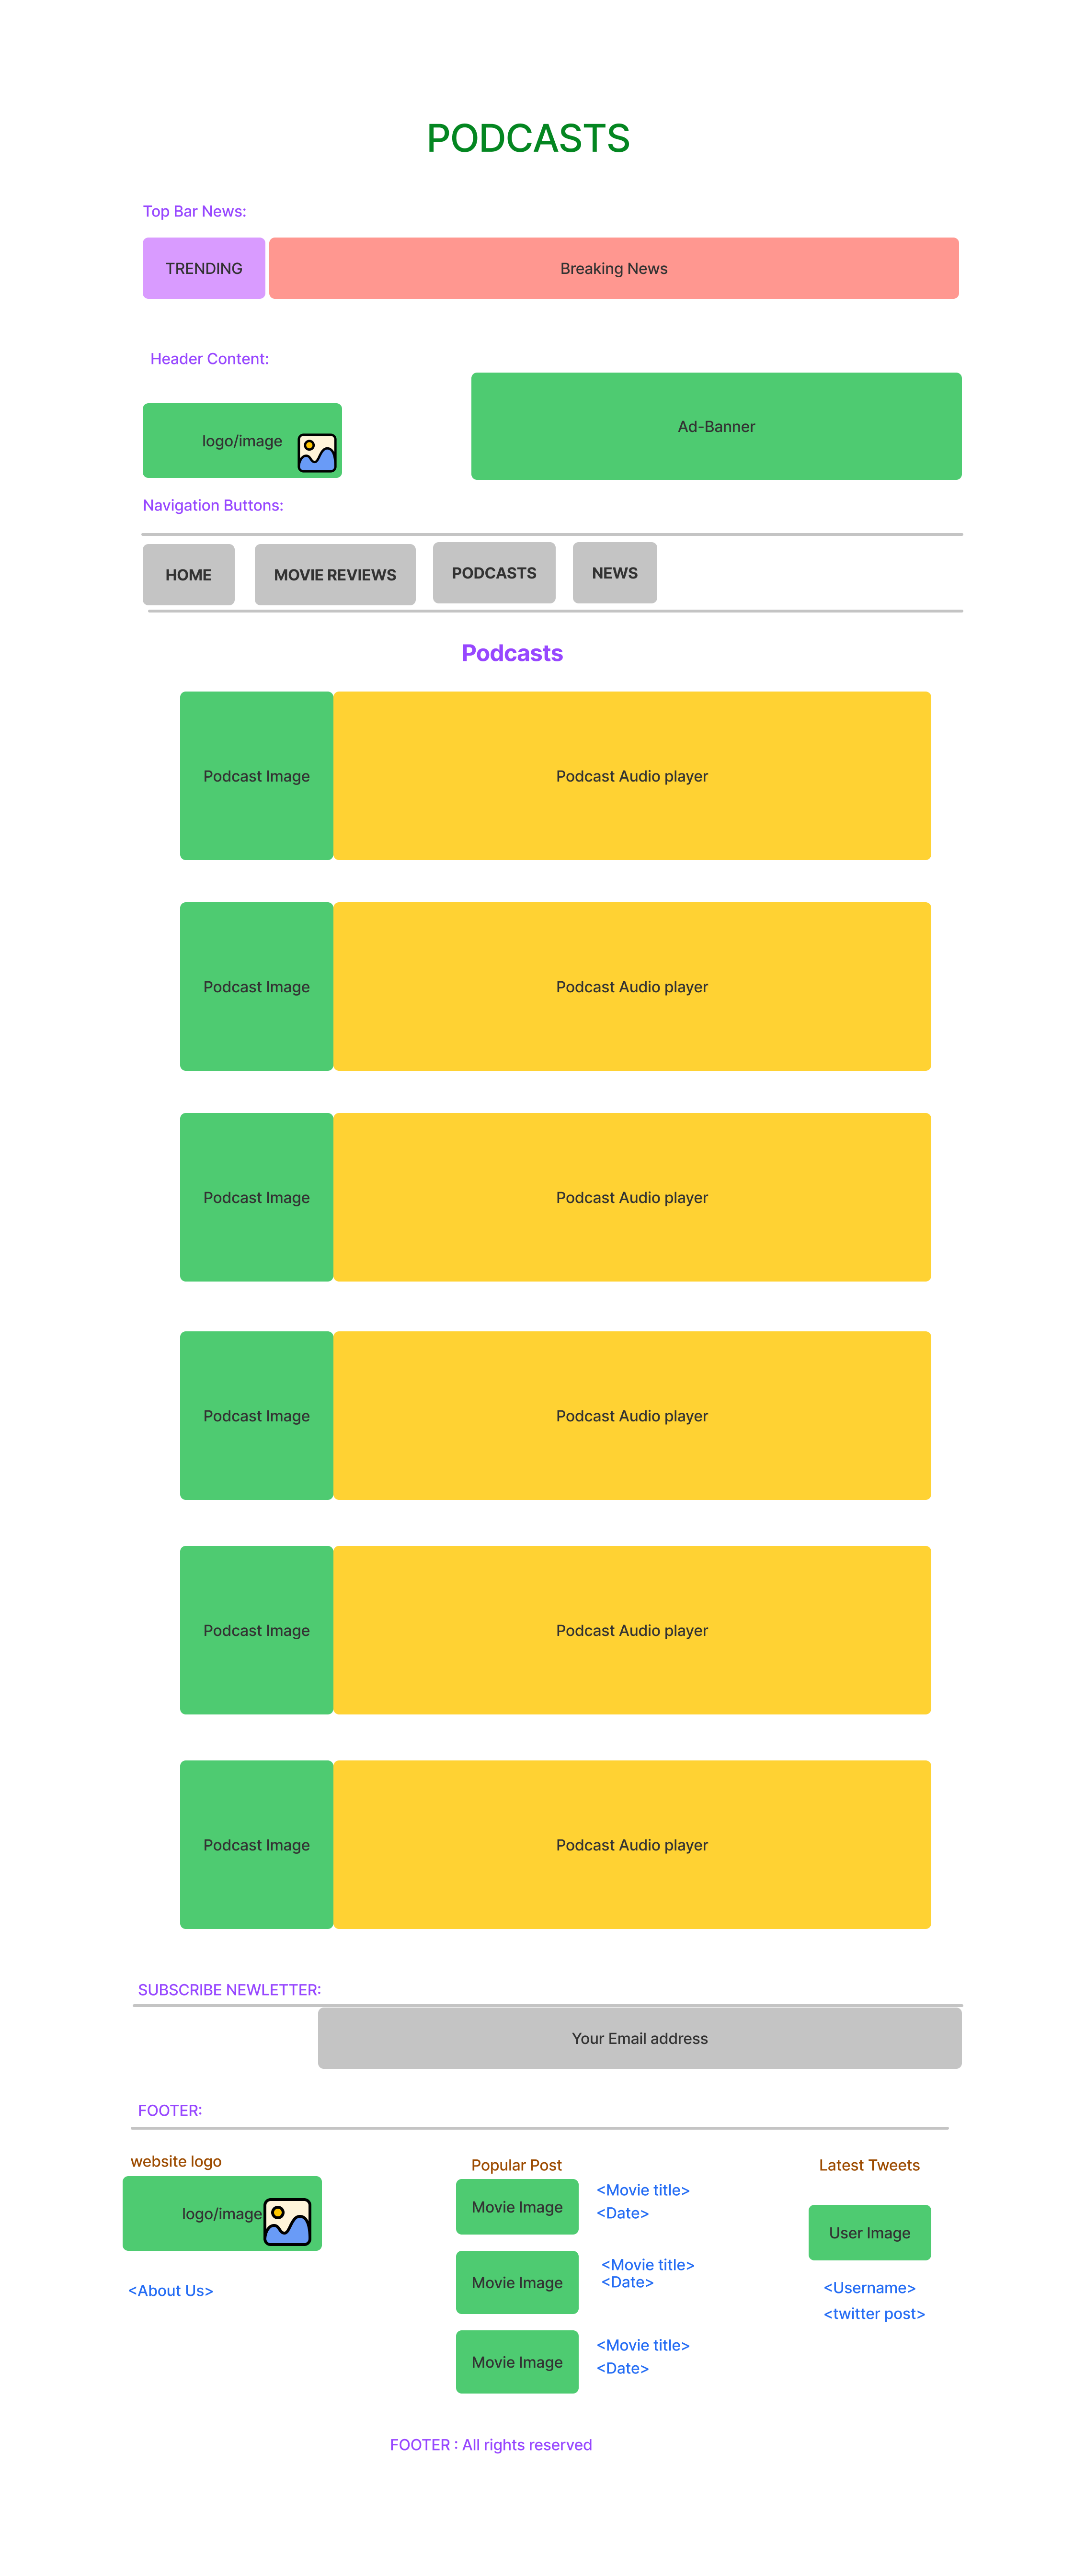 PODCASTS
Top Bar News:
TRENDING
Breaking News
Header Content:
logo/image
Ad-Banner
Navigation Buttons:
HOME
MOVIE REVIEWS
PODCASTS
NEWS
Podcasts
Podcast Image
Podcast Audio player
Podcast Image
Podcast Audio player
Podcast Image
Podcast Audio player
Podcast Image
Podcast Audio player
Podcast Image
Podcast Audio player
Podcast Image
Podcast Audio player
SUBSCRIBE NEWLETTER:
Your Email address
FOOTER:
website logo
logo/image
<About Us>
Popular Post
Movie Image
<Movie title>
<Date>
Movie Image
<Movie title>
<Date>
Movie Image
<Movie title>
<Date>
Latest Tweets
User Image
<Username>
<twitter post>
FOOTER : All rights reserved